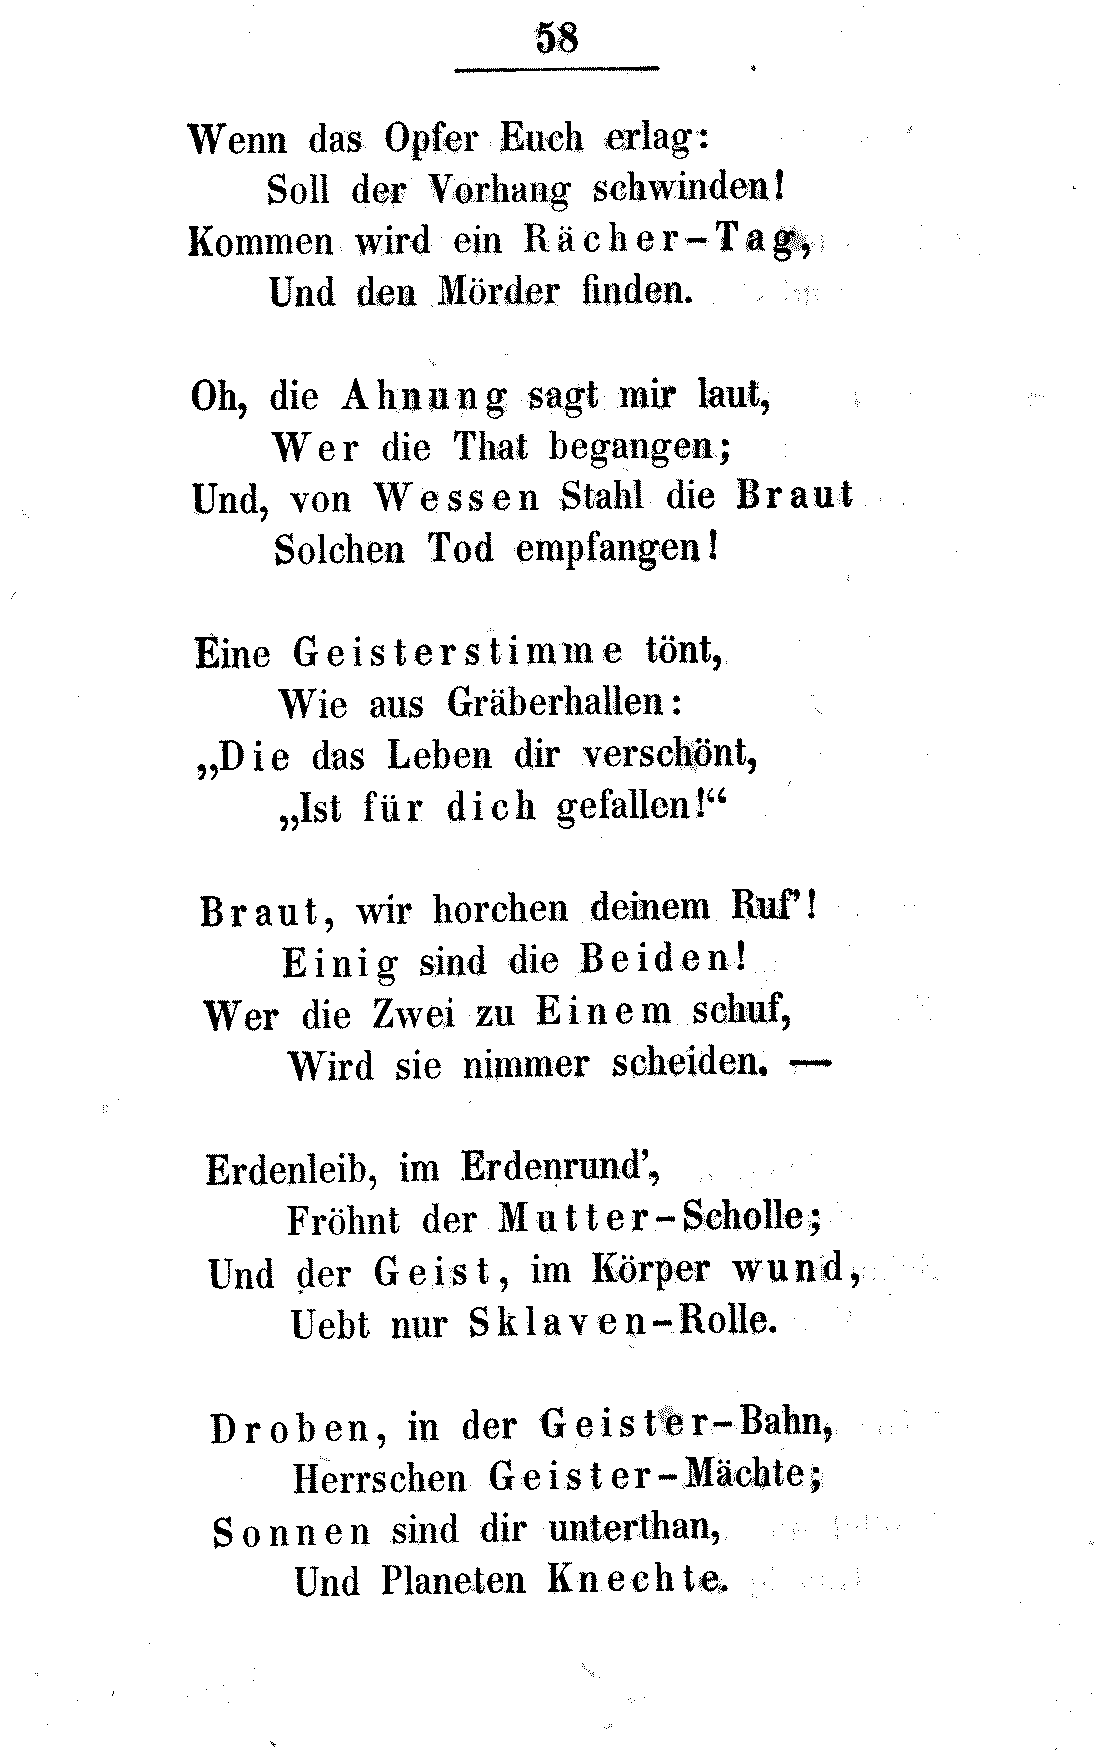 58
Wenn das Opfer Euch erlag:
Soll der Vorhang schwinden!
Kommen wird ein Rächer-Tag,
Und den Mörder finden.
Oh, die Ahnung sagt mir laut,
Wer die That begangen;
Und, von Wessen Stahl die Braut
Solchen Tod empfangen!
Eine Geisterstimme tönt,
Wie aus Gräberhallen:
„Die das Leben dir verschönt,
„Ist für dich gefallen!“
Braut, wir horchen deinem Ruf’!
Einig sind die Beiden!
Wer die Zwei zu Einem schuf,
Wird sie nimmer scheiden. —
Erdenleib, im Erdenrund’,
Fröhnt der Mutter-Scholle;
Und der Geist, im Körper wund,
Uebt nur Sklaven-Rolle.
Droben, in der Geister-Bahn,
Herrschen Geister-Mächte;
Sonnen sind dir unterthan,
Und Planeten Knechte.